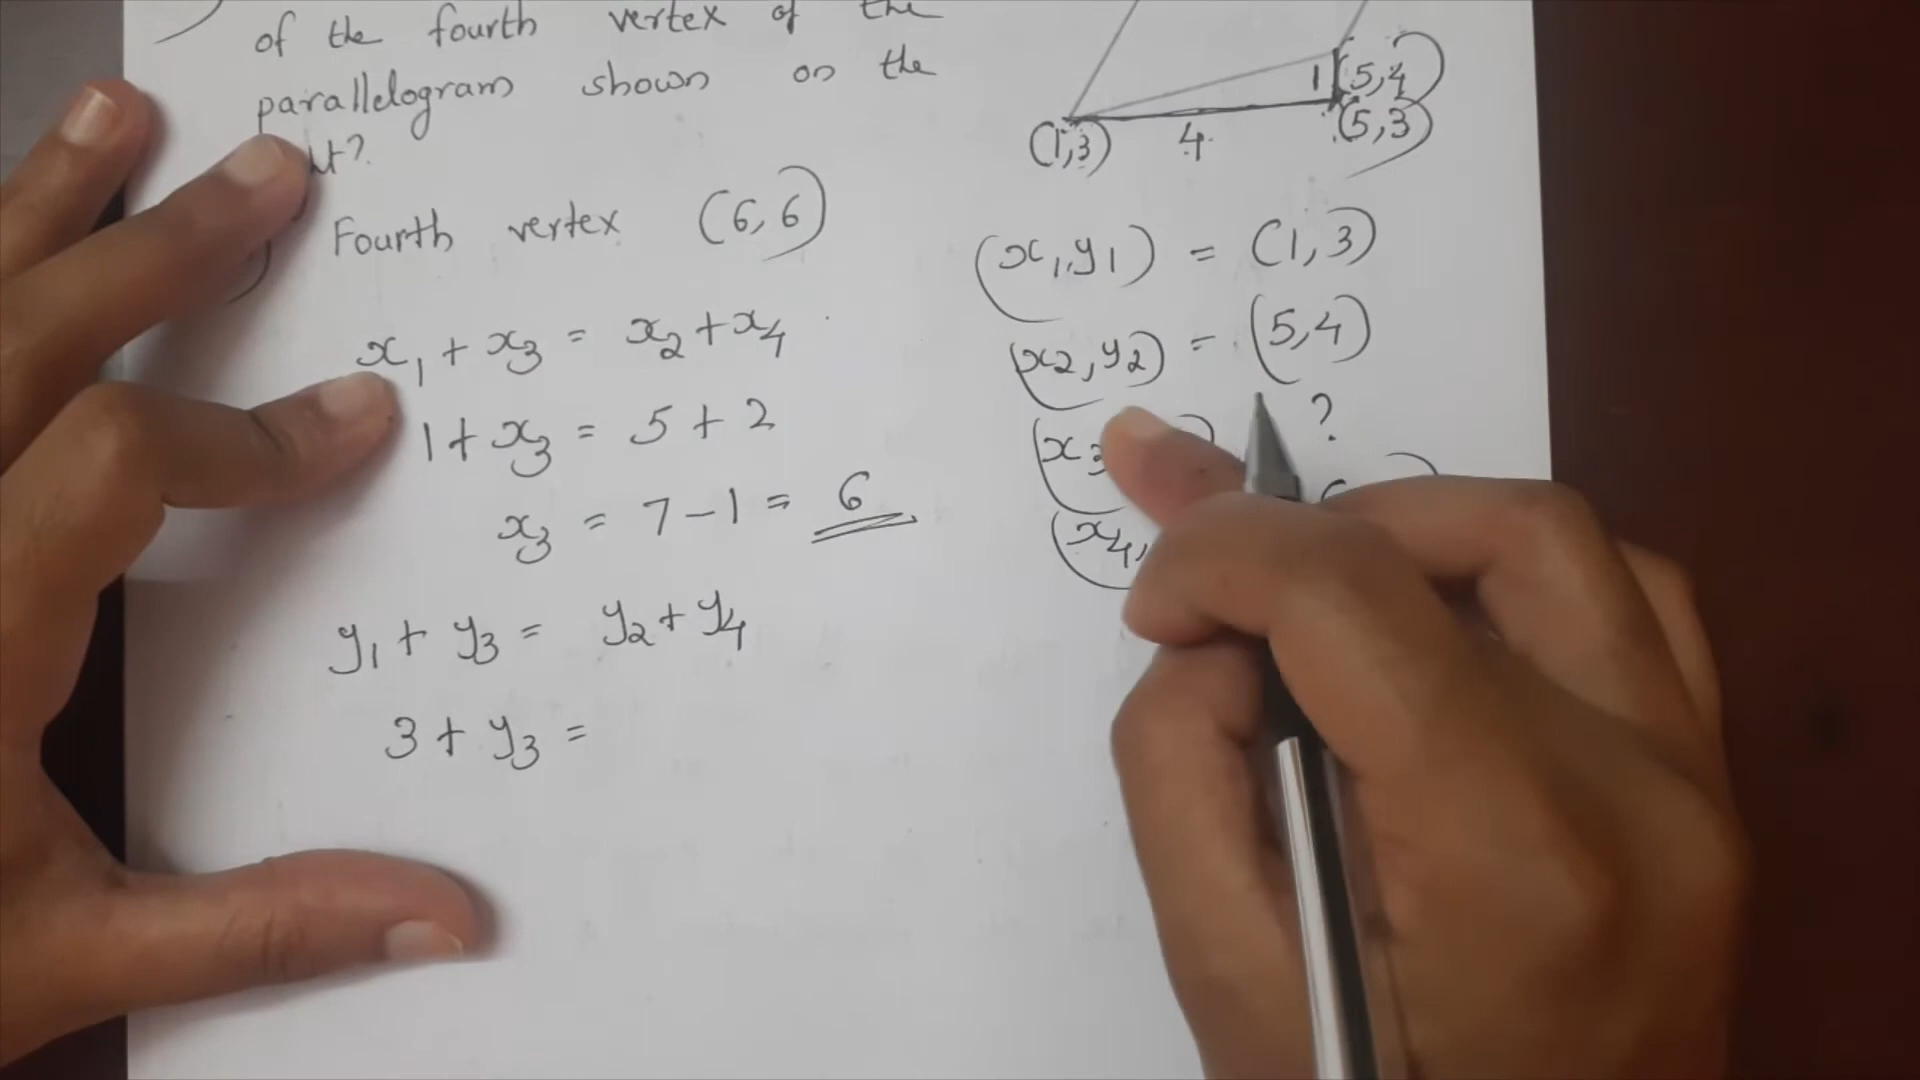 of the fourth vertex of the
parallelogram shown on the
Fourth vertex (6,6)
x₁ + x₃ = x₂ + x₄
1 + x₃ = 5 + 2
x₃ = 7 - 1 = 6
y₁ + y₃ = y₂ + y₄
3 + y₃ =
1 (5,4)
(5,3)
(1,3) 4
(x₁,y₁) = (1,3)
(x₂,y₂) = (5,4)
(x₃ ?
(x₄,